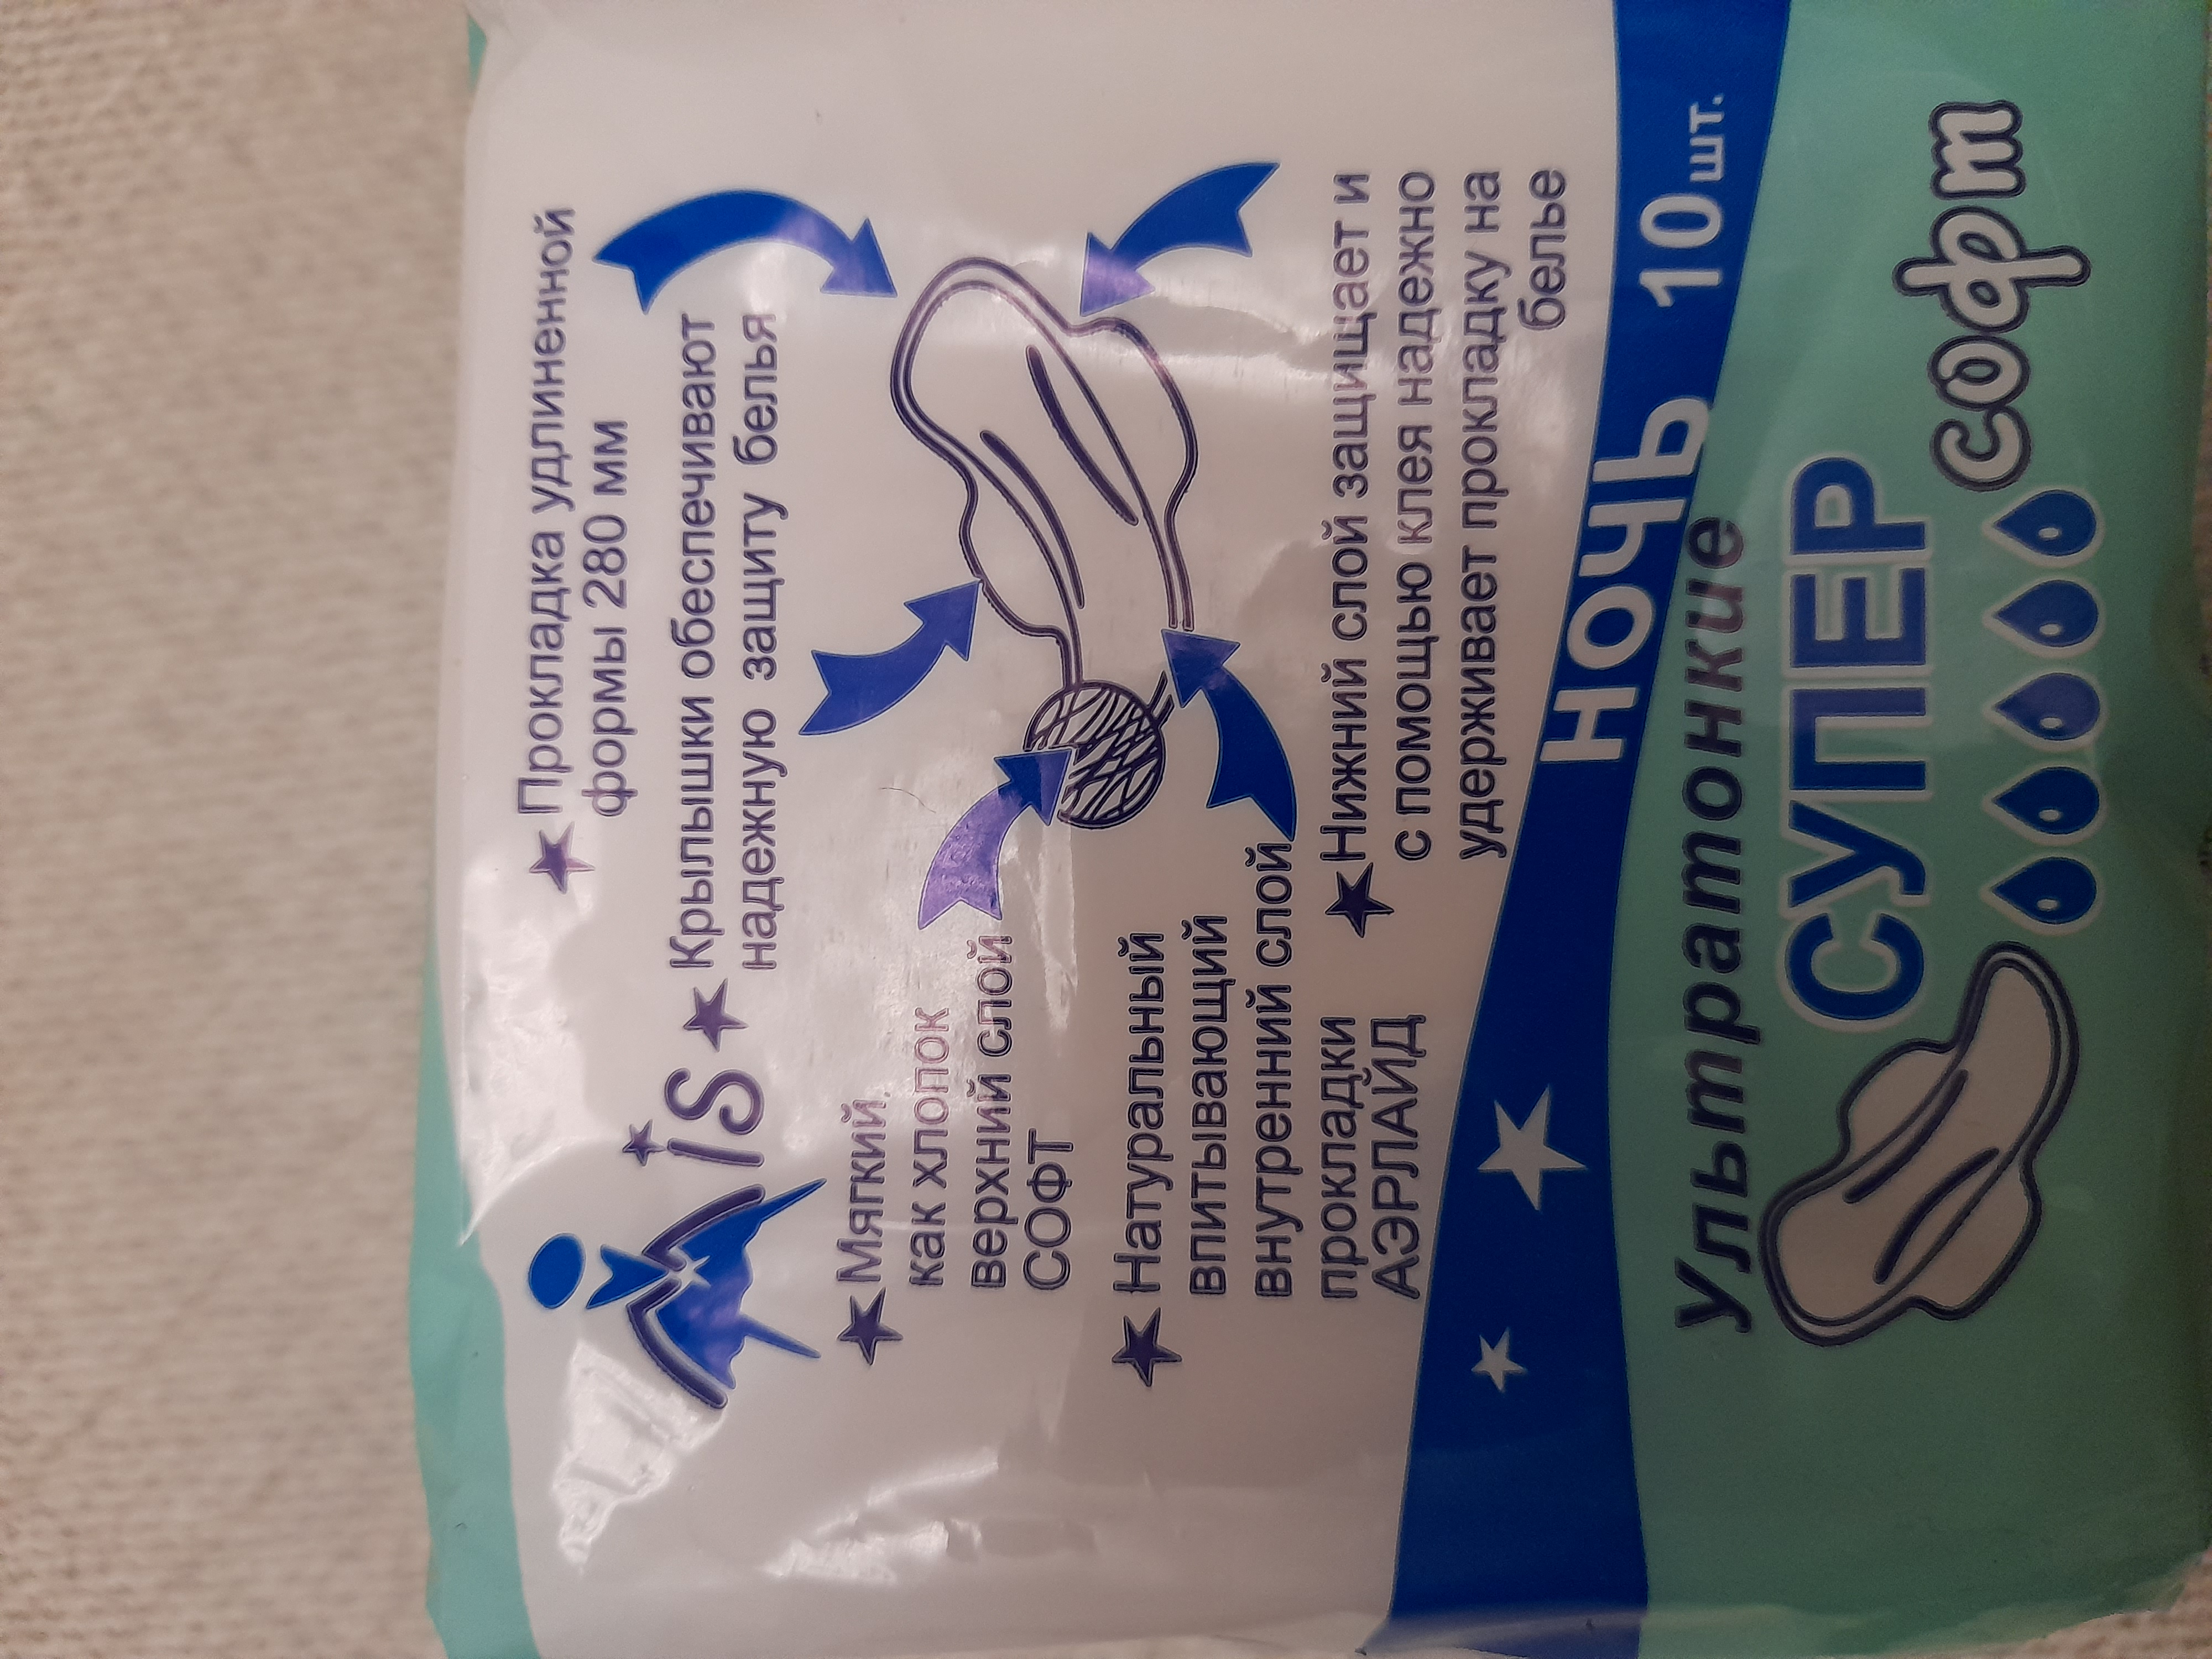 ★Прокладка удлиненной
формы 280 мм
is
★Крылышки обеспечивают
надежную защиту белья
★Мягкий,
как хлопок
верхний слой
СОФТ
★Натуральный
впитывающий
внутренний слой
прокладки
АЭРЛАЙД
★Нижний слой защищает и
с помощью клея надежно
удерживает прокладку на
белье
НОЧЬ 10 шт.
Ультратонкие
СУПЕР
софт